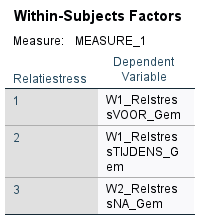 Within-Subjects Factors
Measure: MEASURE_1
Relatiestress
Dependent
Variable
1
W1_Relstres
sVOOR_Gem
2
W1_Relstres
sTIJDENS_G
em
3
W2_Relstres
sNA_Gem